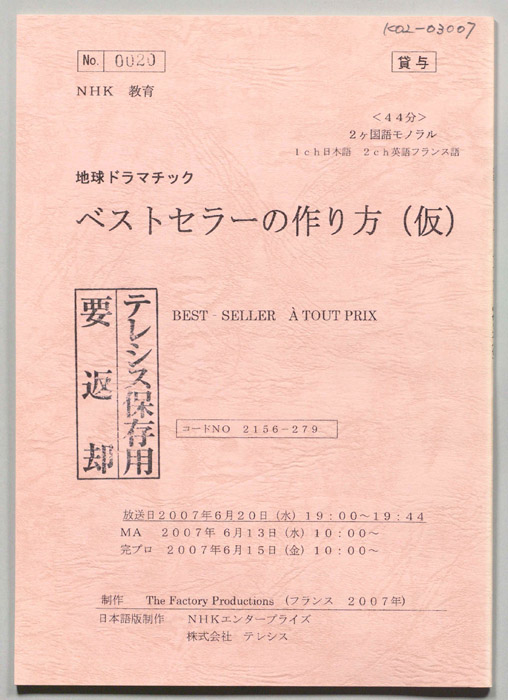 K02-03007
No. 0020
貸与
NHK 教育
＜４４分＞
２ヶ国語モノラル
１ｃｈ日本語 ２ｃｈ英語フランス語
地球ドラマチック
ベストセラーの作り方（仮）
テレシス保存用
要返却
BEST - SELLER À TOUT PRIX
コードNO ２１５６－２７９
放送日２００７年６月２０日（水）１９：００～１９：４４
MA ２００７年 ６月１３日（水）１０：００～
完プロ ２００７年６月１５日（金）１０：００～
制作 The Factory Productions （フランス ２００７年）
日本語版制作 NHKエンタープライズ
株式会社 テレシス